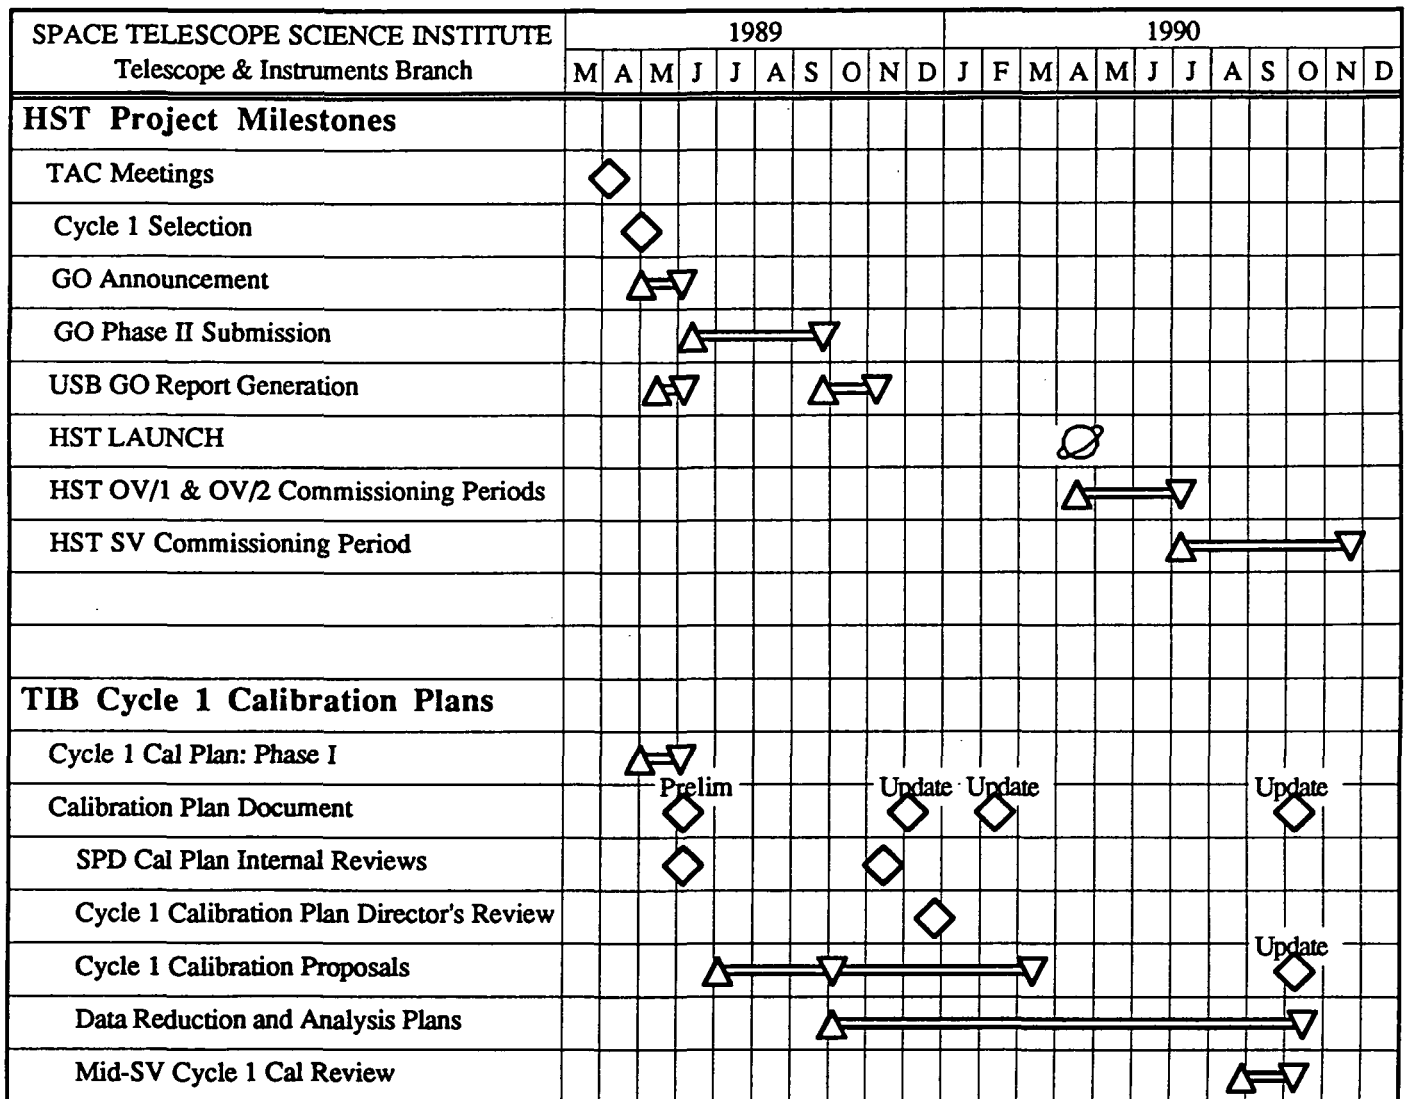 SPACE TELESCOPE SCIENCE INSTITUTE
1989 1990
Telescope & Instruments Branch
M A M J J A S O N D J F M A M J J A S O N D
HST Project Milestones
TAC Meetings
Cycle 1 Selection
GO Announcement
GO Phase II Submission
USB GO Report Generation
HST LAUNCH
HST OV/1 & OV/2 Commissioning Periods
HST SV Commissioning Period
TIB Cycle 1 Calibration Plans
Cycle 1 Cal Plan: Phase I
Prelim Update Update Update
Calibration Plan Document
SPD Cal Plan Internal Reviews
Cycle 1 Calibration Plan Director's Review
Update
Cycle 1 Calibration Proposals
Data Reduction and Analysis Plans
Mid-SV Cycle 1 Cal Review